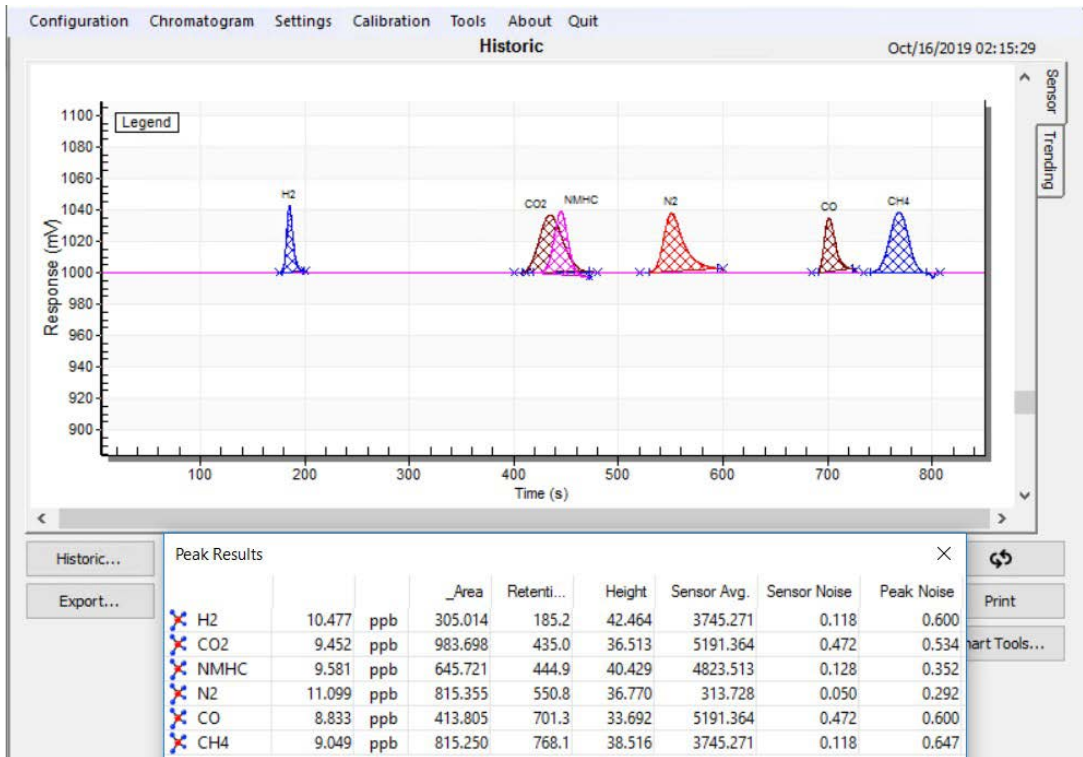 Configuration Chromatogram Settings Calibration Tools About Quit
Historic
Oct/16/2019 02:15:29
Sensor
Trending
Legend
1100
1080
1060
1040
1020
1000
980
960
940
920
900
Response (mV)
H2
CO2
NMHC
N2
CO
CH4
100 200 300 400 500 600 700 800
Time (s)
Historic...
Export...
Print
hart Tools...
Peak Results
_Area Retenti... Height Sensor Avg. Sensor Noise Peak Noise
H2 10.477 ppb 305.014 185.2 42.464 3745.271 0.118 0.600
CO2 9.452 ppb 983.698 435.0 36.513 5191.364 0.472 0.534
NMHC 9.581 ppb 645.721 444.9 40.429 4823.513 0.128 0.352
N2 11.099 ppb 815.355 550.8 36.770 313.728 0.050 0.292
CO 8.833 ppb 413.805 701.3 33.692 5191.364 0.472 0.600
CH4 9.049 ppb 815.250 768.1 38.516 3745.271 0.118 0.647